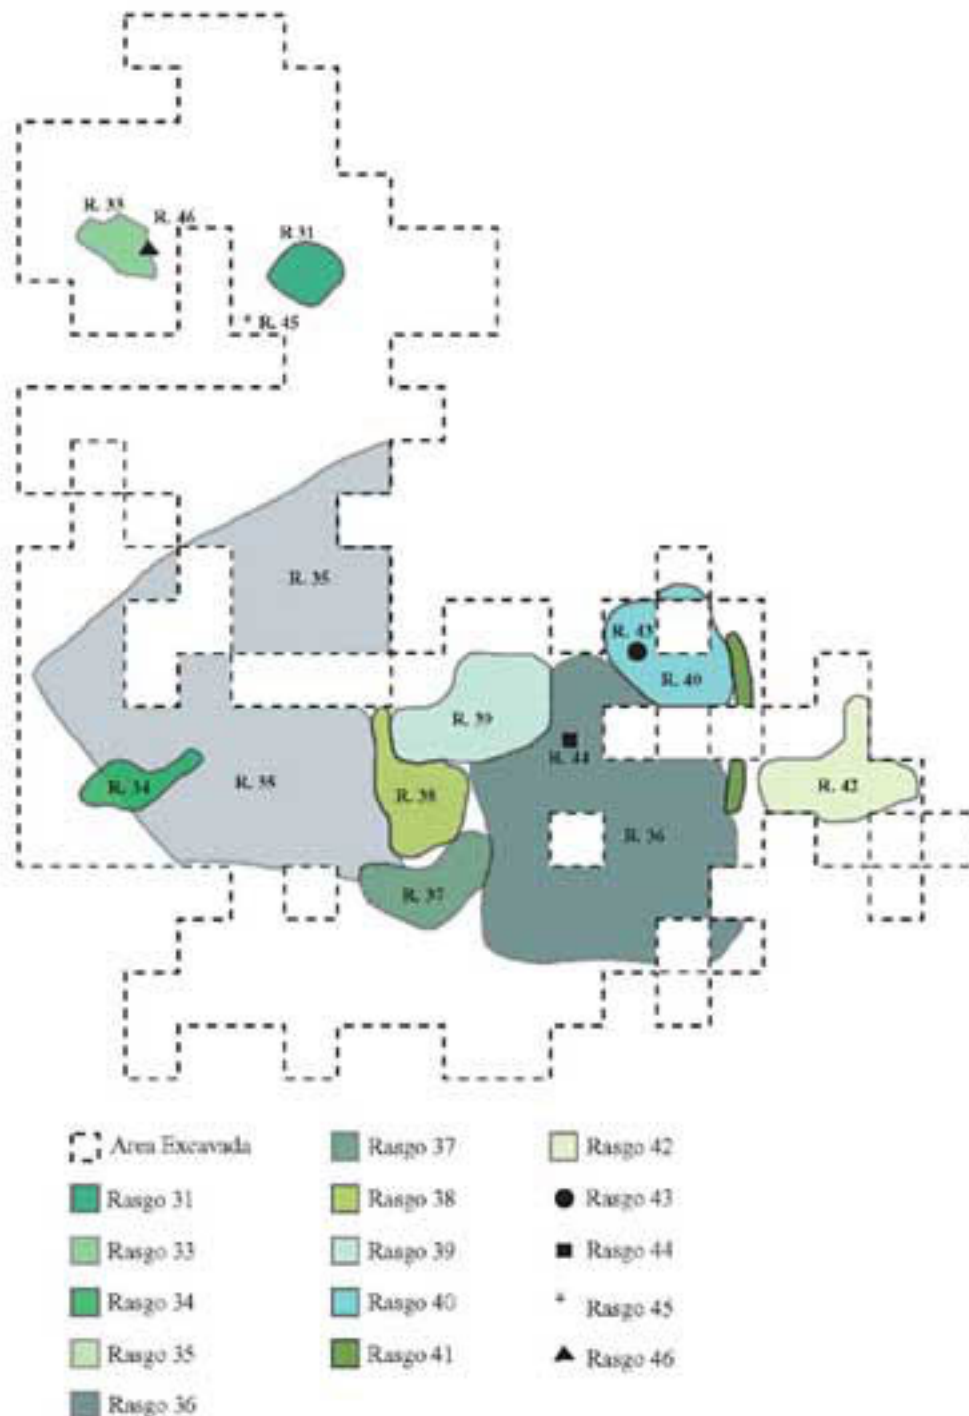 R. 33
R. 46
R 31
R. 45
R. 35
R. 43
R. 40
R. 39
R. 44
R. 34
R. 35
R. 38
R. 42
R. 36
R. 37
Area Excavada
Rasgo 31
Rasgo 33
Rasgo 34
Rasgo 35
Rasgo 36
Rasgo 37
Rasgo 38
Rasgo 39
Rasgo 40
Rasgo 41
Rasgo 42
Rasgo 43
Rasgo 44
Rasgo 45
Rasgo 46